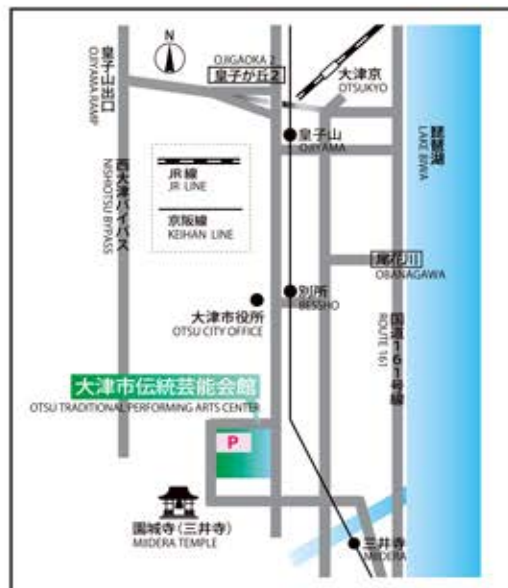 N
OJIGAOKA 2
皇子が丘2
皇子山出口
OJIYAMA RAMP
大津京
OTSUKYO
皇子山
OJIYAMA
琵琶湖
LAKE BIWA
JR線
JR LINE
京阪線
KEIHAN LINE
西大津バイパス
NISHIOTSU BYPASS
尾花川
OBANAGAWA
別所
BESSHO
大津市役所
OTSU CITY OFFICE
国道161号線
ROUTE 161
大津市伝統芸能会館
OTSU TRADITIONAL PERFORMING ARTS CENTER
P
園城寺(三井寺)
MIIDERA TEMPLE
三井寺
MIIDERA